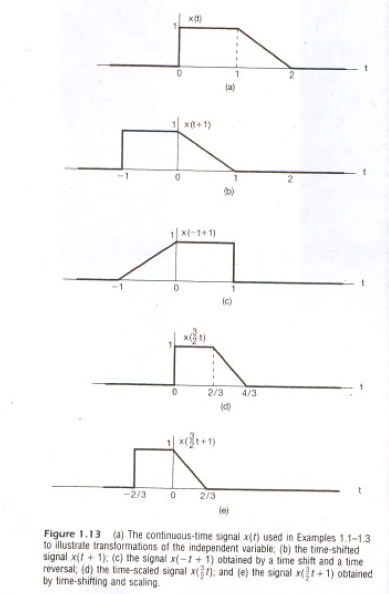 x(t)
1
0 1 2 t
(a)
1 x(t+1)
-1 0 1 2 t
(b)
1 x(-t+1)
-1 0 1 t
(c)
x(3/2 t)
1
0 2/3 4/3 t
(d)
1 x(3/2 t+1)
-2/3 0 2/3 t
(e)
Figure 1.13 (a) The continuous-time signal x(t) used in Examples 1.1–1.3
to illustrate transformations of the independent variable; (b) the time-shifted
signal x(t + 1); (c) the signal x(−t + 1) obtained by a time shift and a time
reversal; (d) the time-scaled signal x(3/2 t); and (e) the signal x(3/2 t + 1) obtained
by time-shifting and scaling.